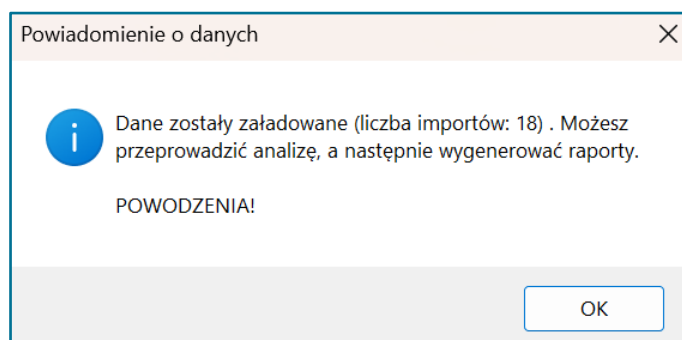 Powiadomienie o danych
Dane zostały załadowane (liczba importów: 18) . Możesz
przeprowadzić analizę, a następnie wygenerować raporty.
POWODZENIA!
OK